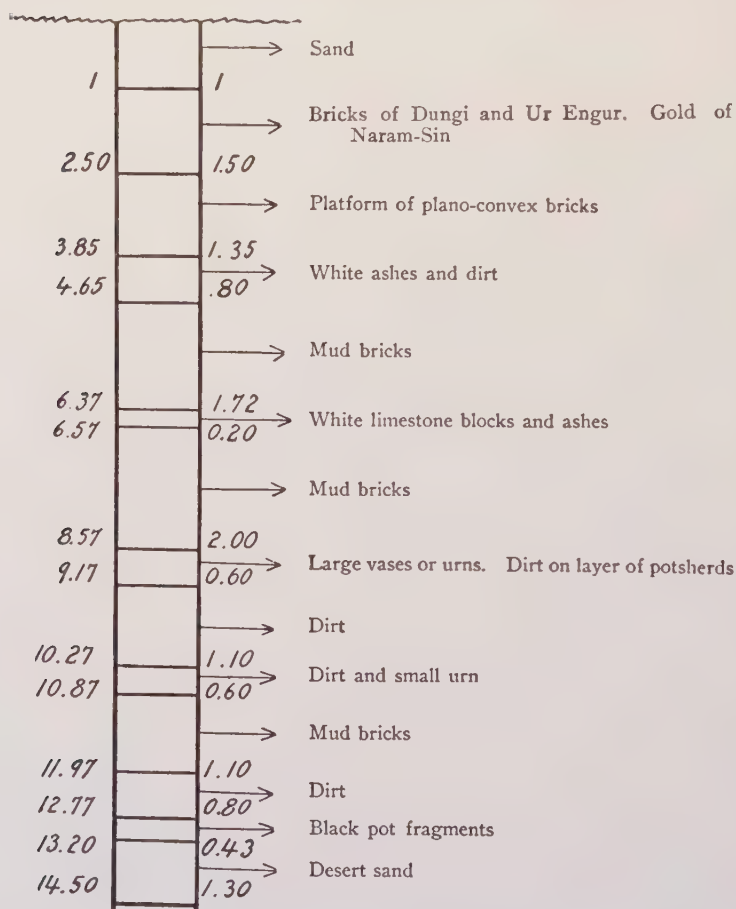 Sand
1 1
Bricks of Dungi and Ur Engur. Gold of
Naram-Sin
2.50 1.50
Platform of plano-convex bricks
3.85 1.35
White ashes and dirt
4.65 .80
Mud bricks
6.37 1.72
White limestone blocks and ashes
6.57 0.20
Mud bricks
8.57 2.00
Large vases or urns. Dirt on layer of potsherds
9.17 0.60
Dirt
10.27 1.10
Dirt and small urn
10.87 0.60
Mud bricks
11.97 1.10
Dirt
12.77 0.80
Black pot fragments
13.20 0.43
Desert sand
14.50 1.30